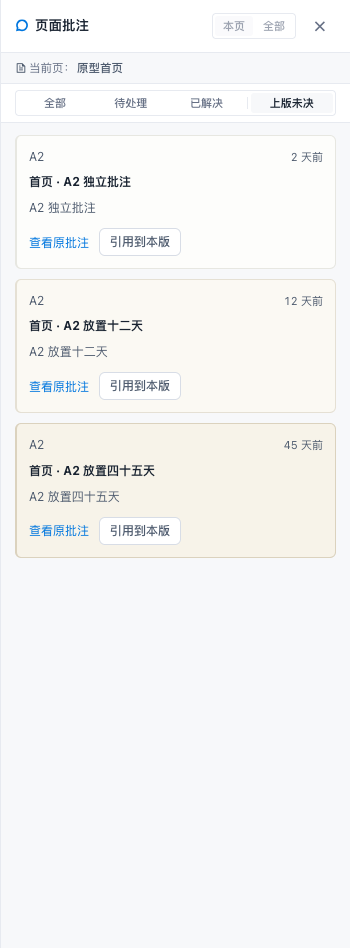 页面批注
本页 全部
当前页： 原型首页
全部 待处理 已解决 上版未决
A2 2 天前
首页 · A2 独立批注
A2 独立批注
查看原批注 引用到本版
A2 12 天前
首页 · A2 放置十二天
A2 放置十二天
查看原批注 引用到本版
A2 45 天前
首页 · A2 放置四十五天
A2 放置四十五天
查看原批注 引用到本版